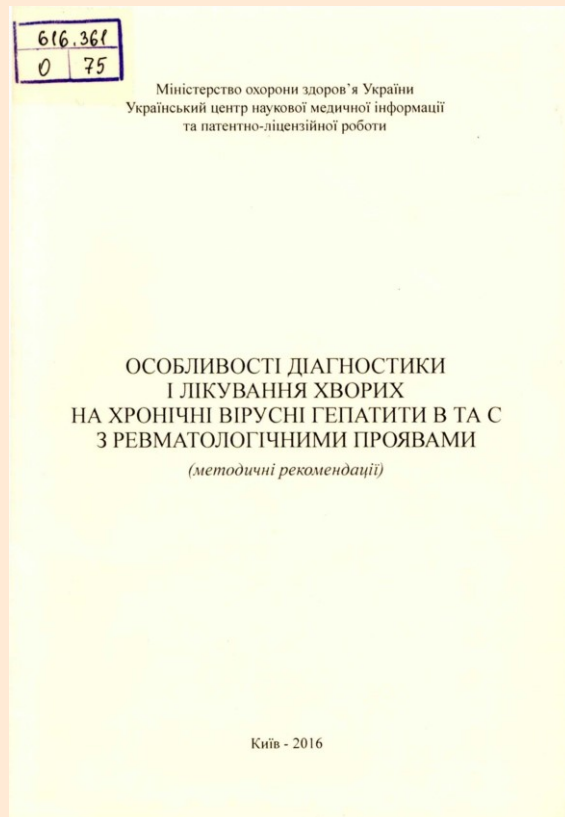 616.361
О 75
Міністерство охорони здоров`я України
Український центр наукової медичної інформації
та патентно-ліцензійної роботи
ОСОБЛИВОСТІ ДІАГНОСТИКИ
І ЛІКУВАННЯ ХВОРИХ
НА ХРОНІЧНІ ВІРУСНІ ГЕПАТИТИ В ТА С
З РЕВМАТОЛОГІЧНИМИ ПРОЯВАМИ
(методичні рекомендації)
Київ - 2016